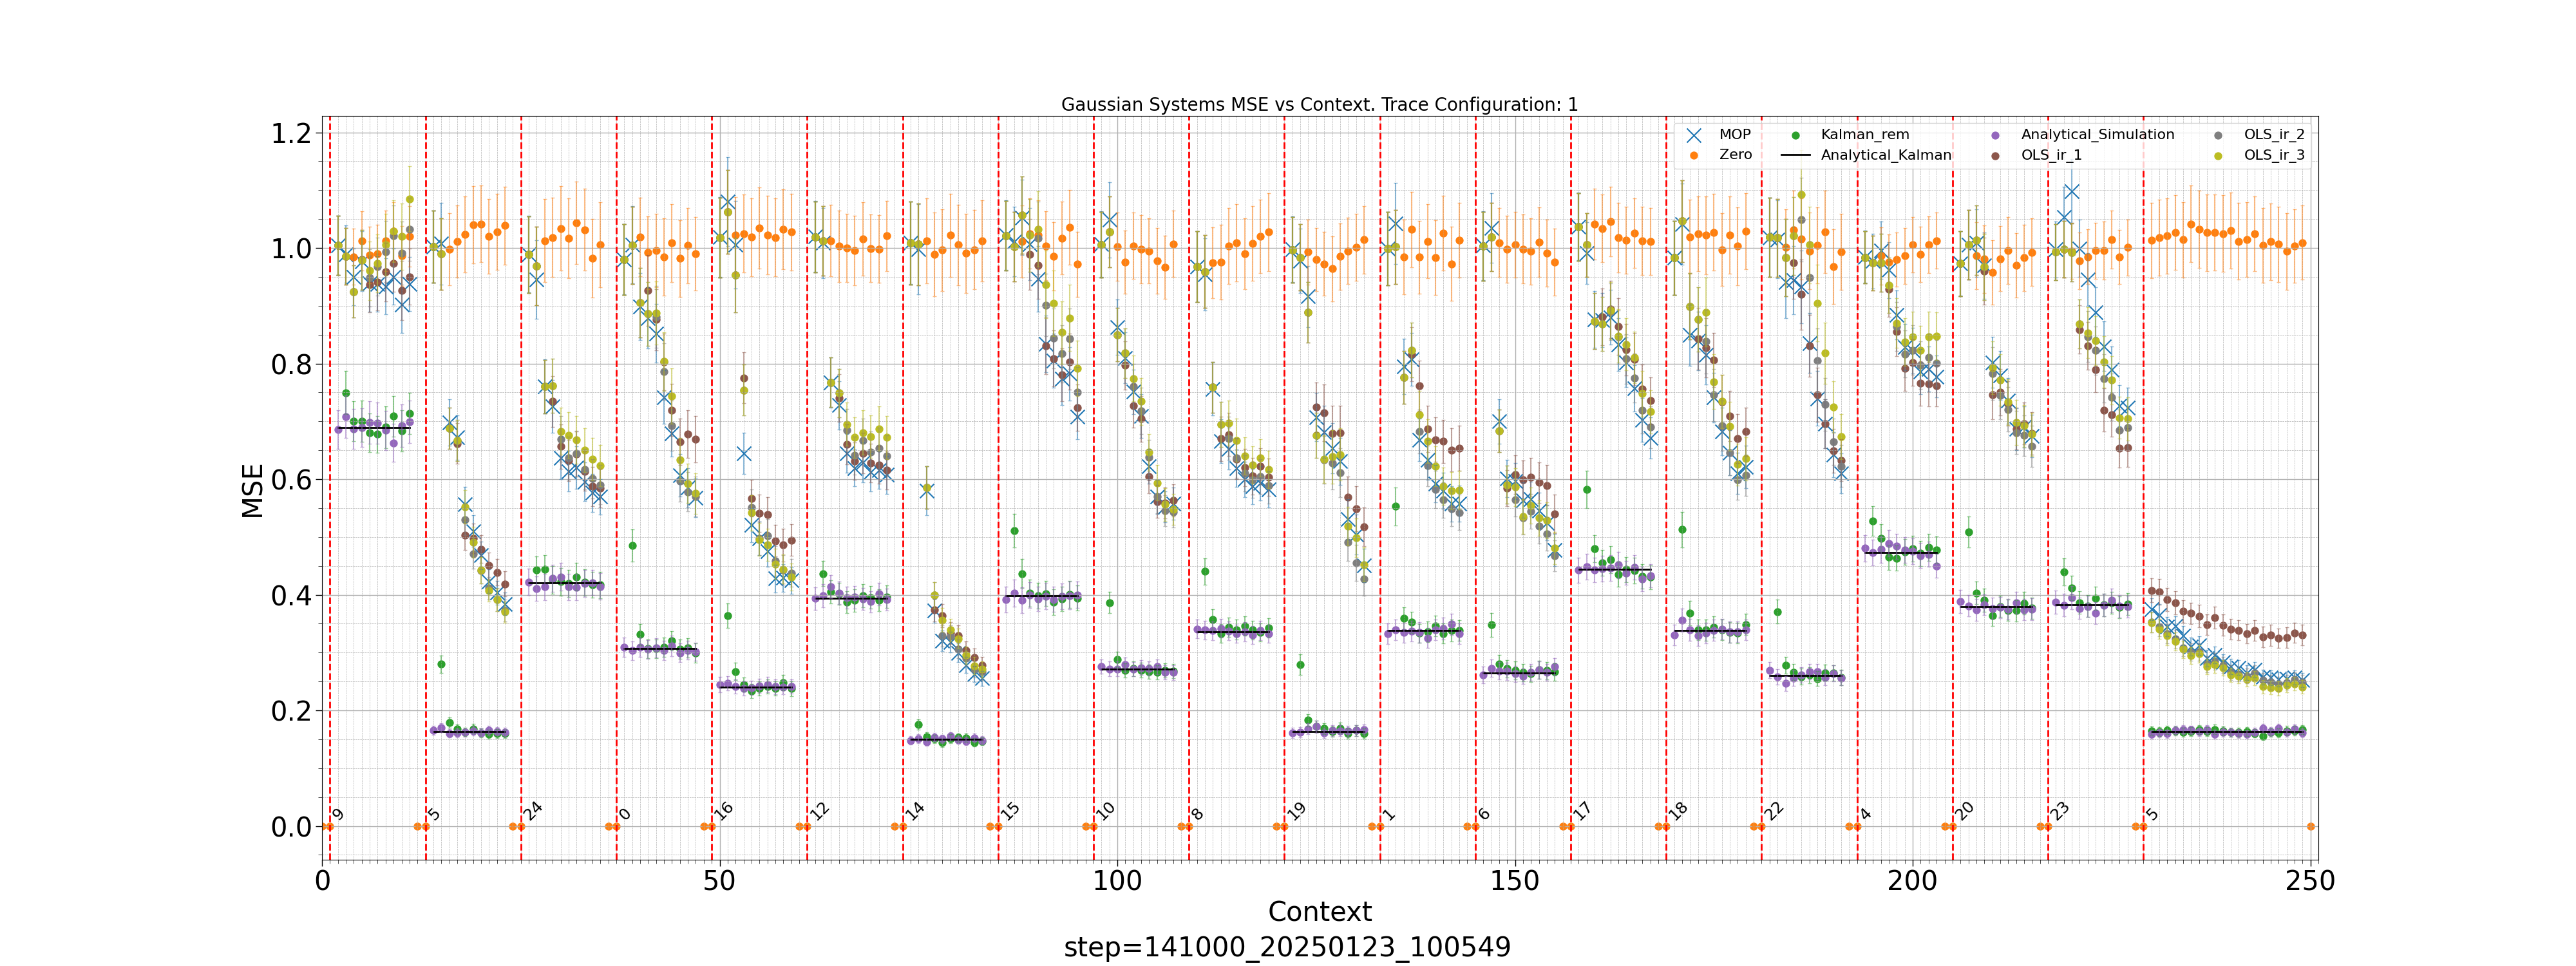 Gaussian Systems MSE vs Context. Trace Configuration: 1
MOP
Zero
Kalman_rem
Analytical_Kalman
Analytical_Simulation
OLS_ir_1
OLS_ir_2
OLS_ir_3
MSE
1.2
1.0
0.8
0.6
0.4
0.2
0.0
9 5 24 0 16 12 14 15 10 8 19 1 6 17 18 22 4 20 23 5
0 50 100 150 200 250
Context
step=141000_20250123_100549